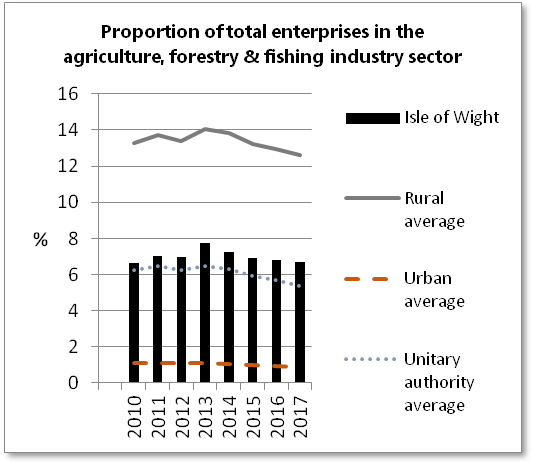 Proportion of total enterprises in the
agriculture, forestry & fishing industry sector
16
14
12
10
8
6
4
2
0
%
2010
2011
2012
2013
2014
2015
2016
2017
Isle of Wight
Rural
average
Urban
average
Unitary
authority
average